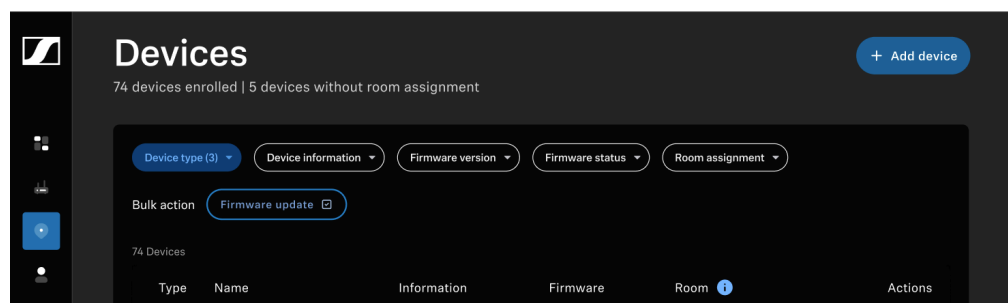 Devices
+ Add device
74 devices enrolled | 5 devices without room assignment
Device type (3) Device information Firmware version Firmware status Room assignment
Bulk action Firmware update
74 Devices
Type Name Information Firmware Room i Actions